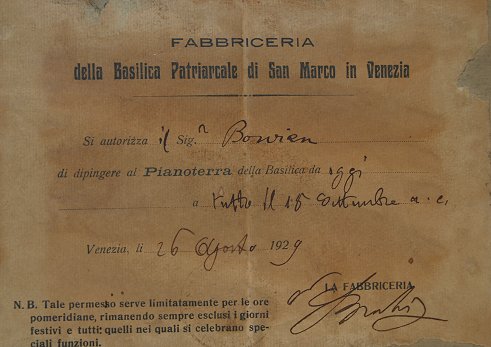 FABBRICERIA
della Basilica Patriarcale di San Marco in Venezia
Si autorizza il Sig.r Bowien
di dipingere al Pianoterra della Basilica da oggi
a tutto il 15 Settembre a. c.
Venezia, li 26 Agosto 1929
LA FABBRICERIA
N. B. Tale permesso serve limitatamente per le ore
pomeridiane, rimanendo sempre esclusi i giorni
festivi e tutti quelli nei quali si celebrano spe-
ciali funzioni.